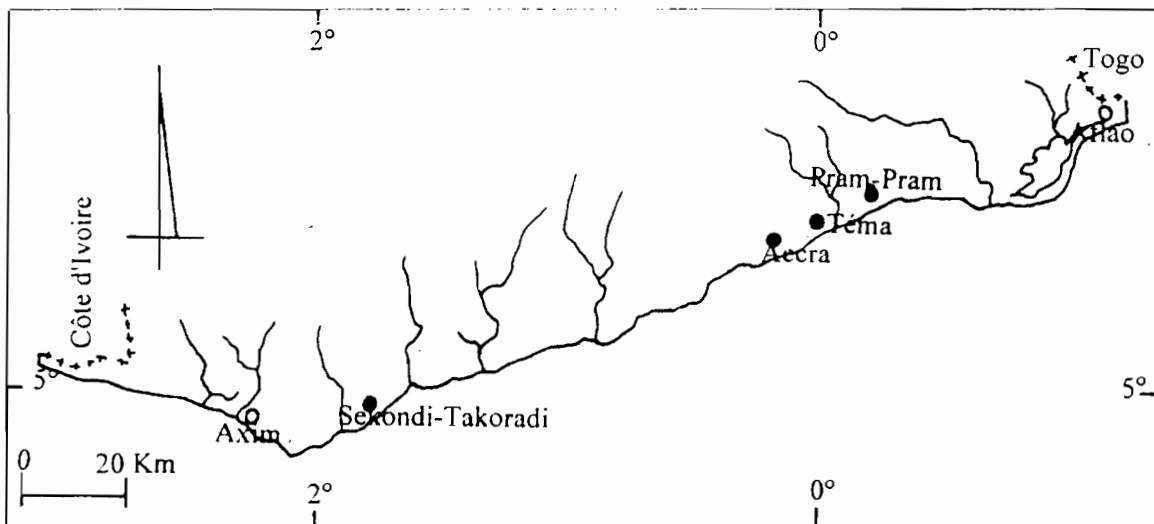 2°
0°
Togo
Aflao
Pram-Pram
Téma
Accra
Côte d'Ivoire
5°
5°
Sekondi-Takoradi
Axim
0
20 Km
2°
0°